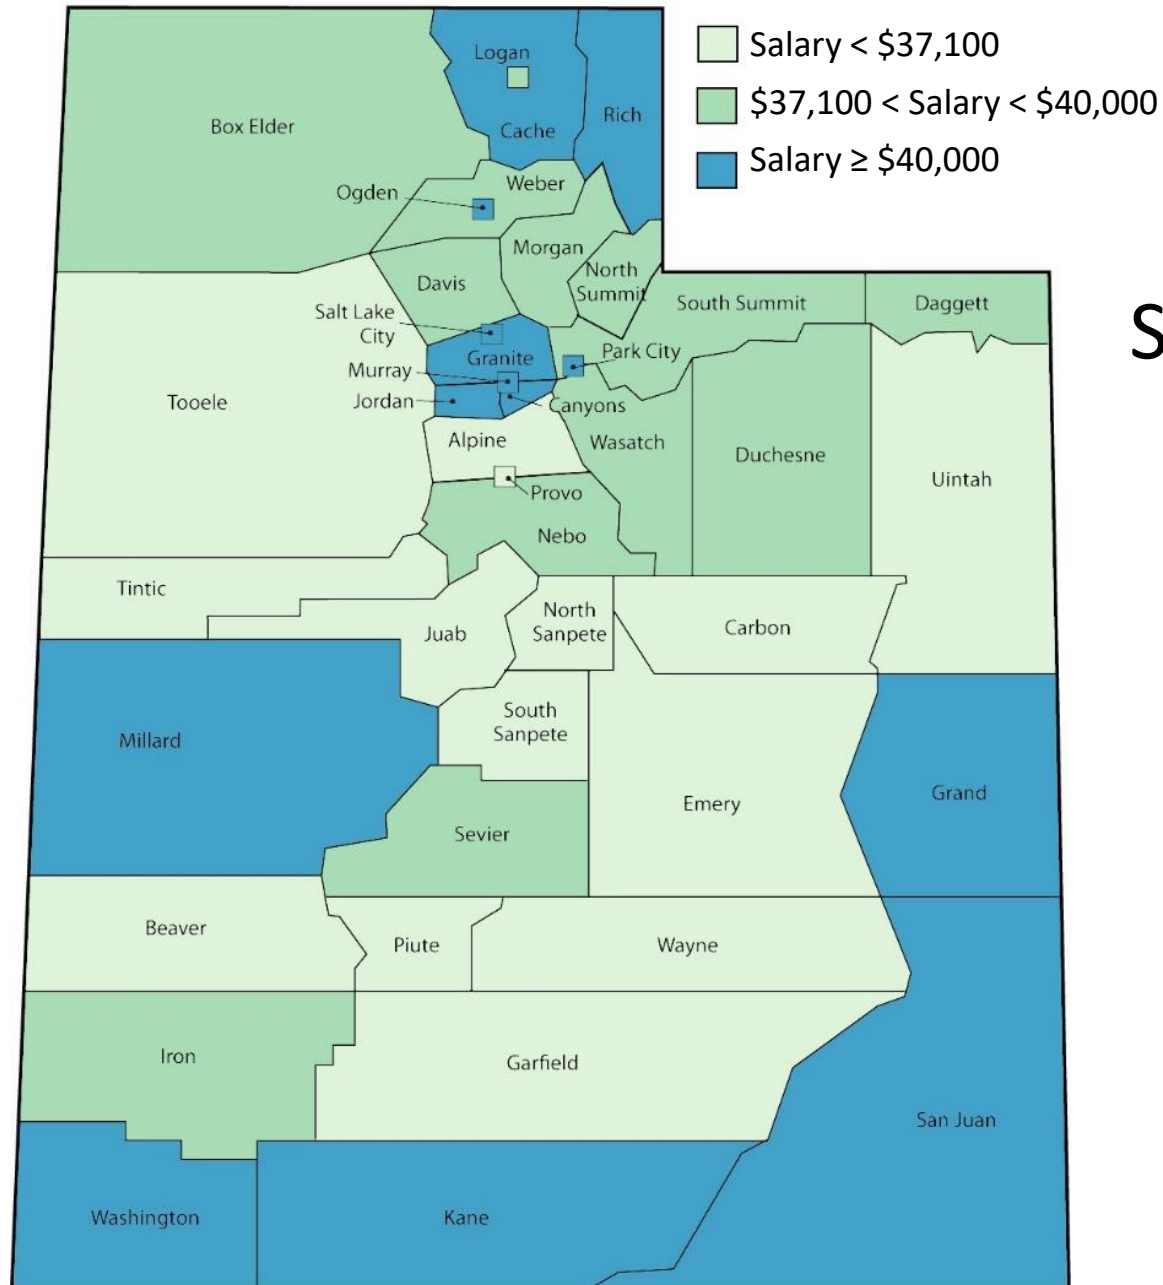 Salary < $37,100
$37,100 < Salary < $40,000
Salary ≥ $40,000
S
Logan
Box Elder
Rich
Cache
Weber
Ogden
Morgan
North
Summit
Davis
South Summit
Daggett
Salt Lake
City
Park City
Granite
Murray
Jordan
Canyons
Tooele
Alpine
Wasatch
Duchesne
Uintah
Provo
Nebo
Tintic
North
Sanpete
Juab
Carbon
South
Sanpete
Millard
Grand
Emery
Sevier
Beaver
Piute
Wayne
Iron
Garfield
San Juan
Washington
Kane